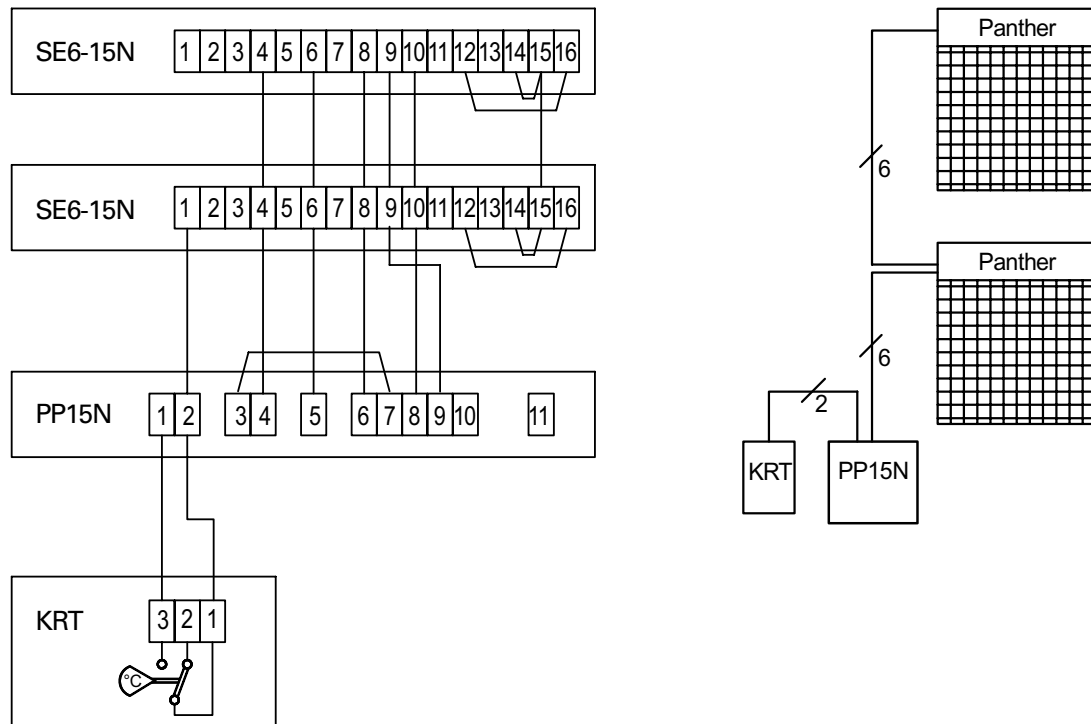 SE6-15N 1 2 3 4 5 6 7 8 9 10 11 12 13 14 15 16
Panther
6
SE6-15N 1 2 3 4 5 6 7 8 9 10 11 12 13 14 15 16
Panther
6
2
PP15N 1 2 3 4 5 6 7 8 9 10 11
KRT
PP15N
KRT 3 2 1
°C